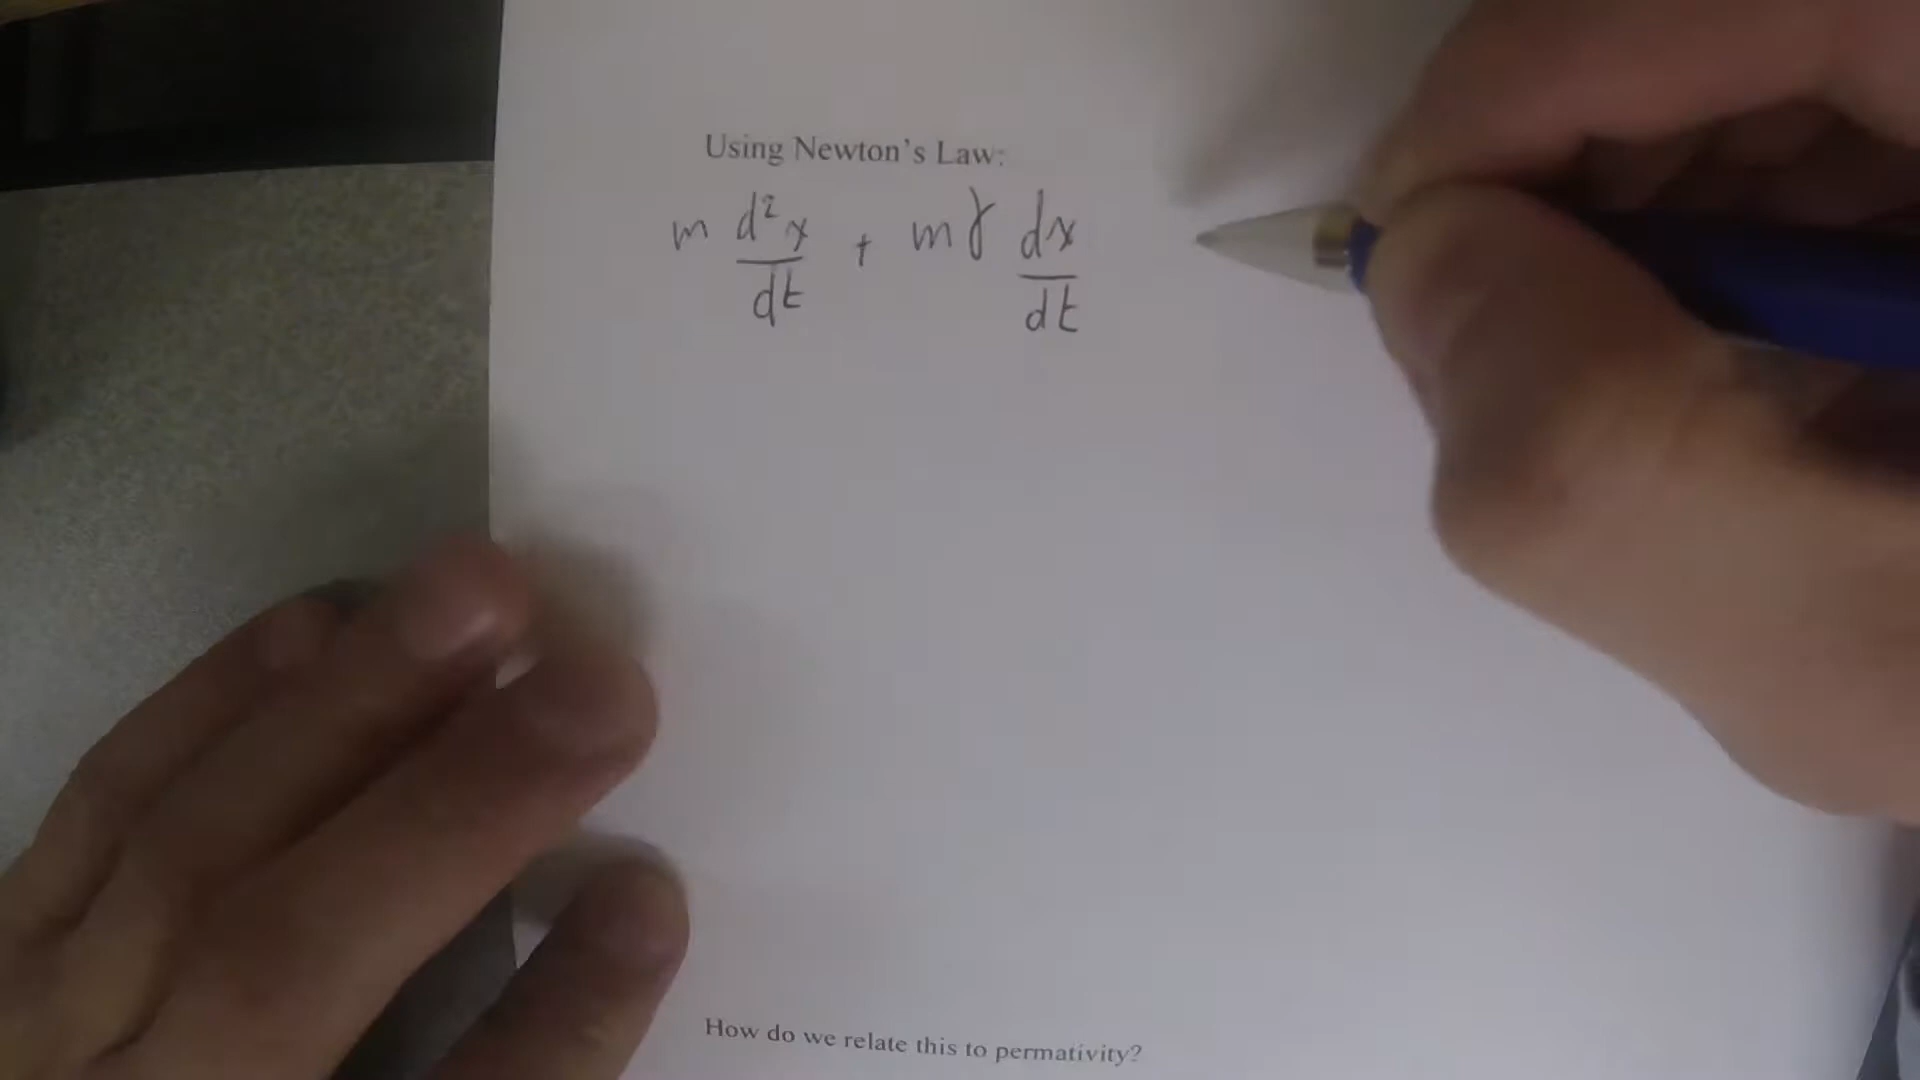 Using Newton's Law:
m d²x/dt + mγ dx/dt
How do we relate this to permativity?